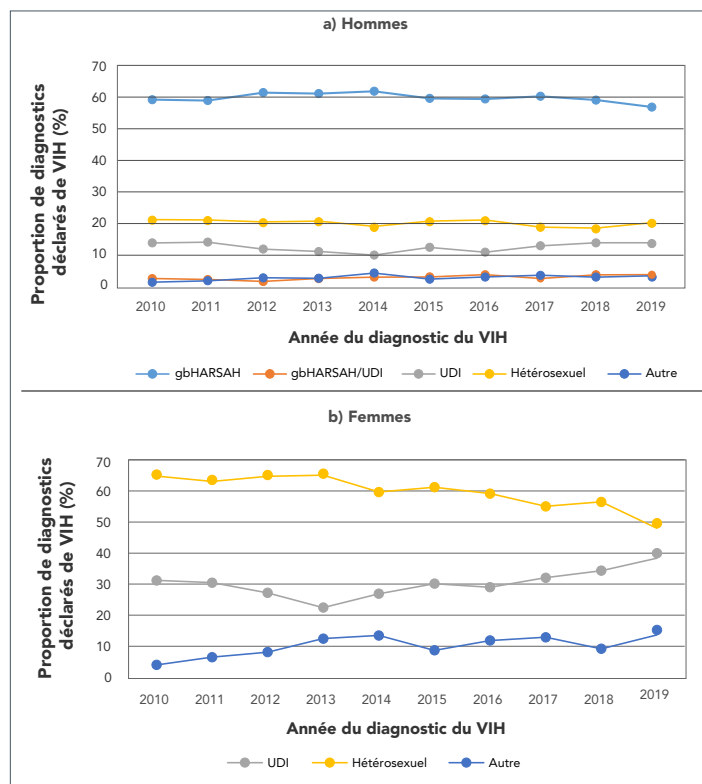 a) Hommes
Proportion de diagnostics
déclarés de VIH (%)
70
60
50
40
30
20
10
0
2010 2011 2012 2013 2014 2015 2016 2017 2018 2019
Année du diagnostic du VIH
gbHARSAH gbHARSAH/UDI UDI Hétérosexuel Autre
b) Femmes
Proportion de diagnostics
déclarés de VIH (%)
70
60
50
40
30
20
10
0
2010 2011 2012 2013 2014 2015 2016 2017 2018 2019
Année du diagnostic du VIH
UDI Hétérosexuel Autre